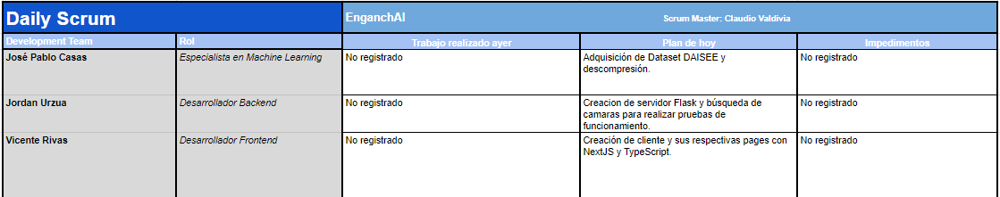 Daily Scrum
EnganchAI
Scrum Master: Claudio Valdivia
Development Team
Rol
Trabajo realizado ayer
Plan de hoy
Impedimentos
José Pablo Casas
Especialista en Machine Learning
No registrado
Adquisición de Dataset DAISEE y
descompresión.
No registrado
Jordan Urzua
Desarrollador Backend
No registrado
Creacion de servidor Flask y búsqueda de
camaras para realizar pruebas de
funcionamiento.
No registrado
Vicente Rivas
Desarrollador Frontend
No registrado
Creación de cliente y sus respectivas pages con
NextJS y TypeScript.
No registrado